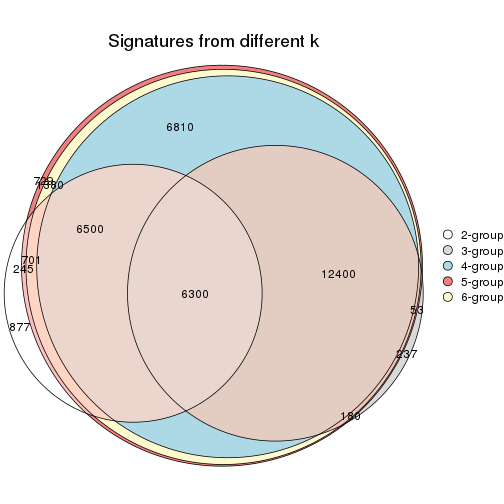 Signatures from different k
6810
1380
6500
701
245
12400
6300
53
877
237
180
2-group
3-group
4-group
5-group
6-group